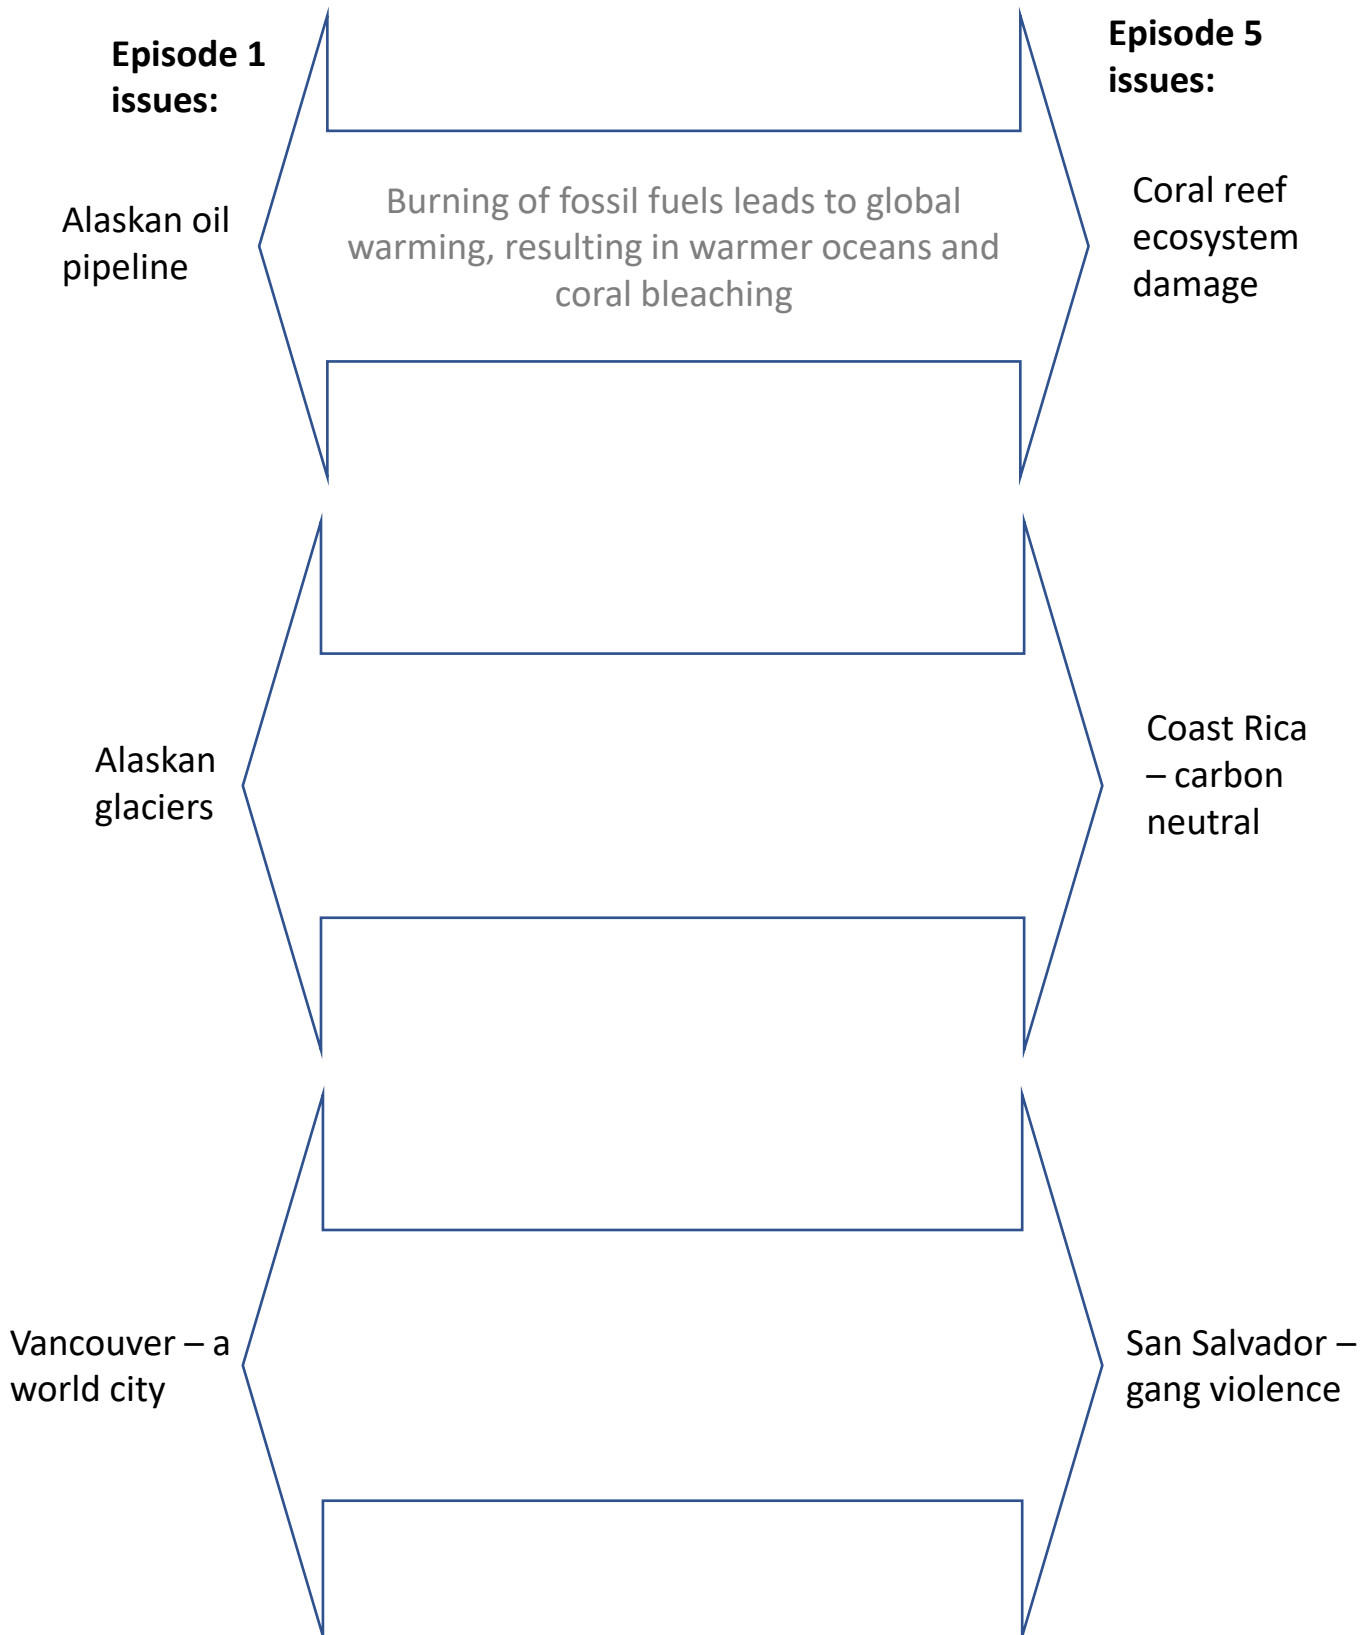 Episode 1
issues:
Episode 5
issues:
Alaskan oil
pipeline
Burning of fossil fuels leads to global
warming, resulting in warmer oceans and
coral bleaching
Coral reef
ecosystem
damage
Alaskan
glaciers
Coast Rica
– carbon
neutral
Vancouver – a
world city
San Salvador –
gang violence